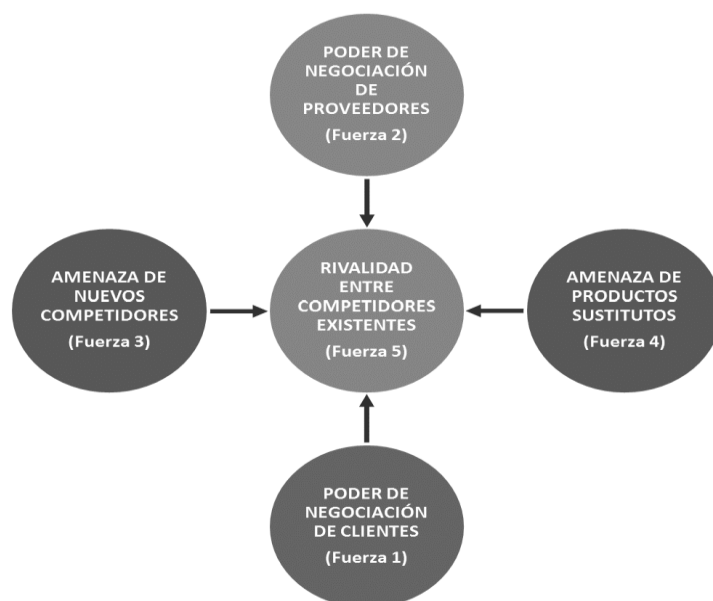 PODER DE
NEGOCIACIÓN
DE
PROVEEDORES
(Fuerza 2)
AMENAZA DE
NUEVOS
COMPETIDORES
(Fuerza 3)
RIVALIDAD
ENTRE
COMPETIDORES
EXISTENTES
(Fuerza 5)
AMENAZA DE
PRODUCTOS
SUSTITUTOS
(Fuerza 4)
PODER DE
NEGOCIACIÓN
DE CLIENTES
(Fuerza 1)